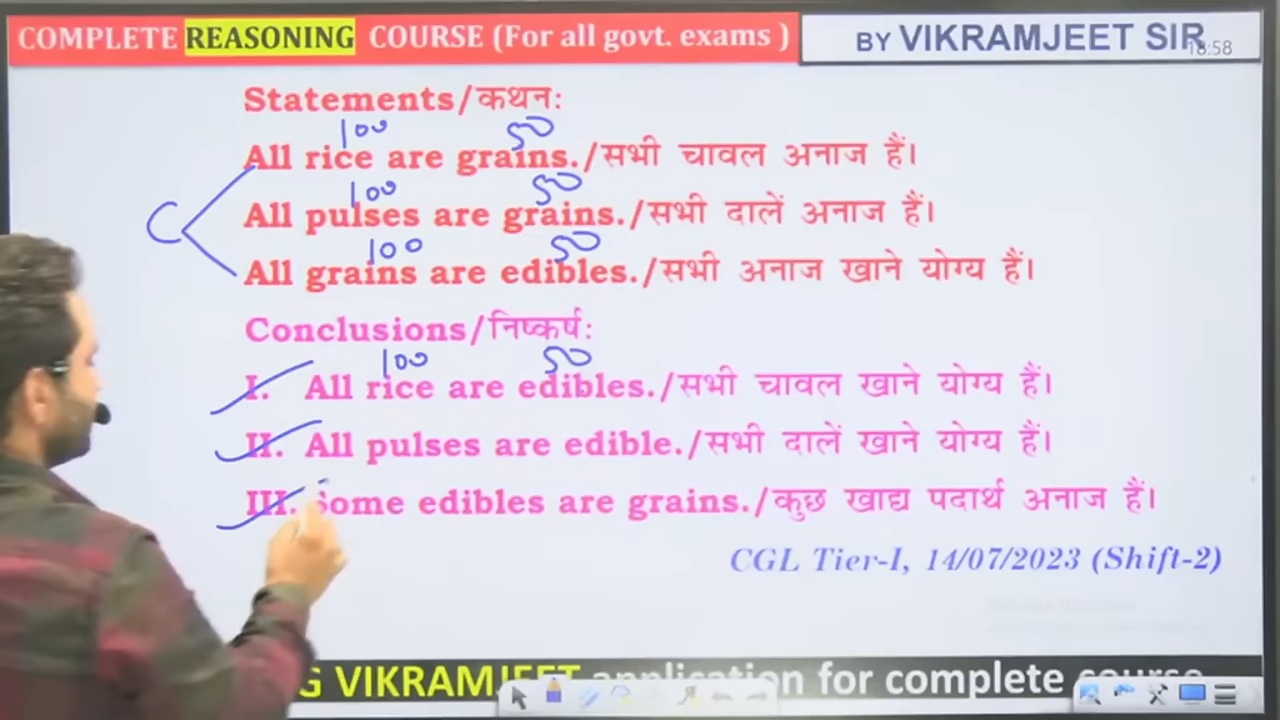 COMPLETE REASONING COURSE (For all govt. exams ) BY VIKRAMJEET SIR
18:58
Statements/कथन:
100 50
All rice are grains./सभी चावल अनाज हैं।
100 50
All pulses are grains./सभी दालें अनाज हैं।
100 50
All grains are edibles./सभी अनाज खाने योग्य हैं।
Conclusions/निष्कर्ष:
100 50
I. All rice are edibles./सभी चावल खाने योग्य हैं।
II. All pulses are edible./सभी दालें खाने योग्य हैं।
III. Some edibles are grains./कुछ खाद्य पदार्थ अनाज हैं।
CGL Tier-I, 14/07/2023 (Shift-2)
G VIKRAMJEET application for complete course